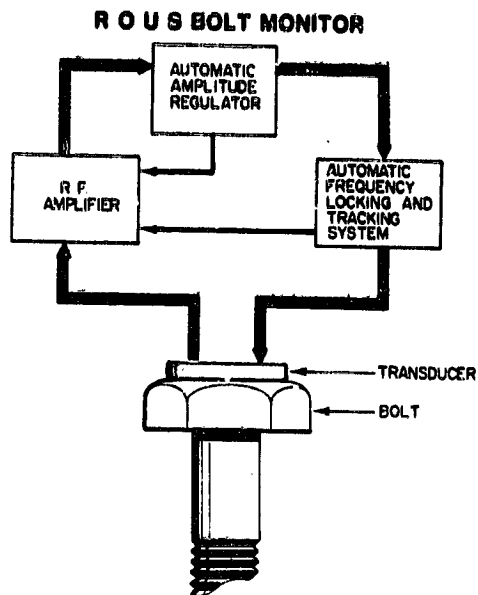 R O U S BOLT MONITOR
AUTOMATIC
AMPLITUDE
REGULATOR
R F
AMPLIFIER
AUTOMATIC
FREQUENCY
LOCKING AND
TRACKING
SYSTEM
TRANSDUCER
BOLT